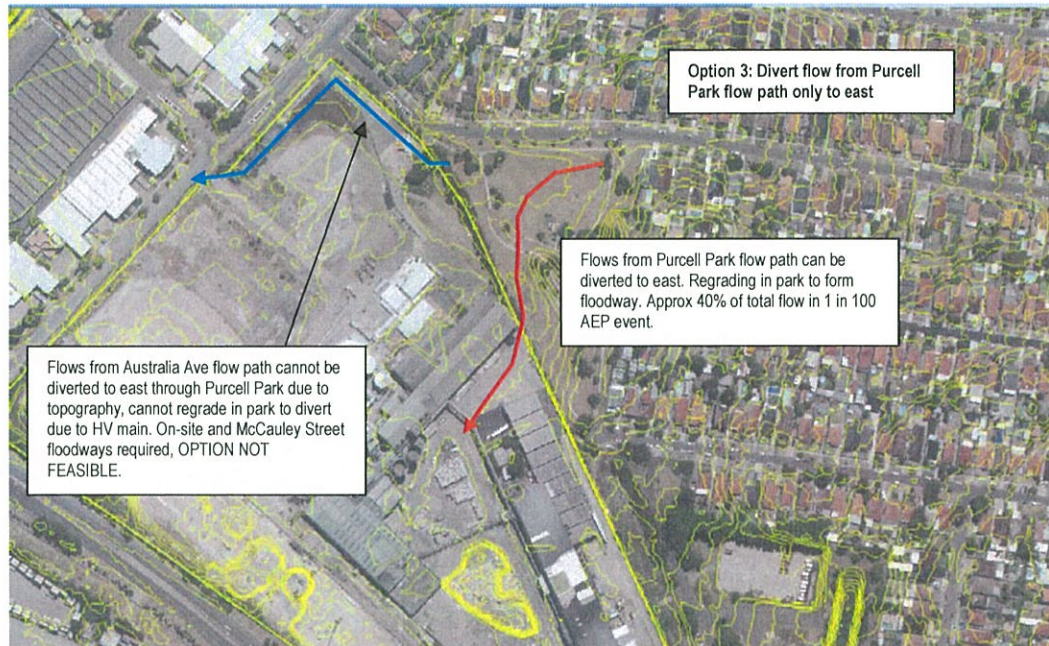 Option 3: Divert flow from Purcell
Park flow path only to east
Flows from Purcell Park flow path can be
diverted to east. Regrading in park to form
floodway. Approx 40% of total flow in 1 in 100
AEP event.
Flows from Australia Ave flow path cannot be
diverted to east through Purcell Park due to
topography, cannot regrade in park to divert
due to HV main. On-site and McCauley Street
floodways required, OPTION NOT
FEASIBLE.